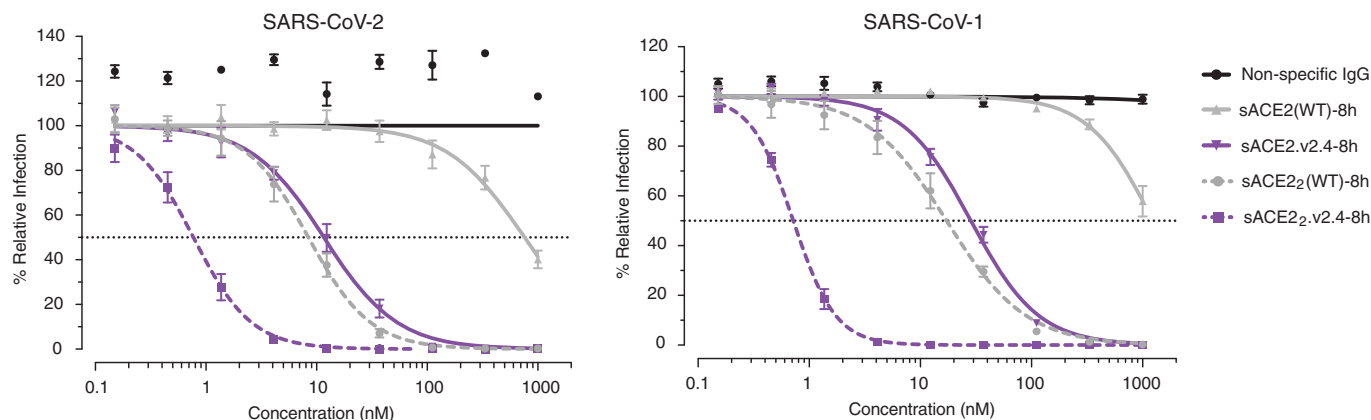 SARS-CoV-2
140
120
100
80
60
40
20
0
% Relative Infection
0.1 1 10 100 1000
Concentration (nM)
SARS-CoV-1
120
100
80
60
40
20
0
% Relative Infection
0.1 1 10 100 1000
Concentration (nM)
Non-specific IgG
sACE2(WT)-8h
sACE2.v2.4-8h
sACE2₂(WT)-8h
sACE2₂.v2.4-8h